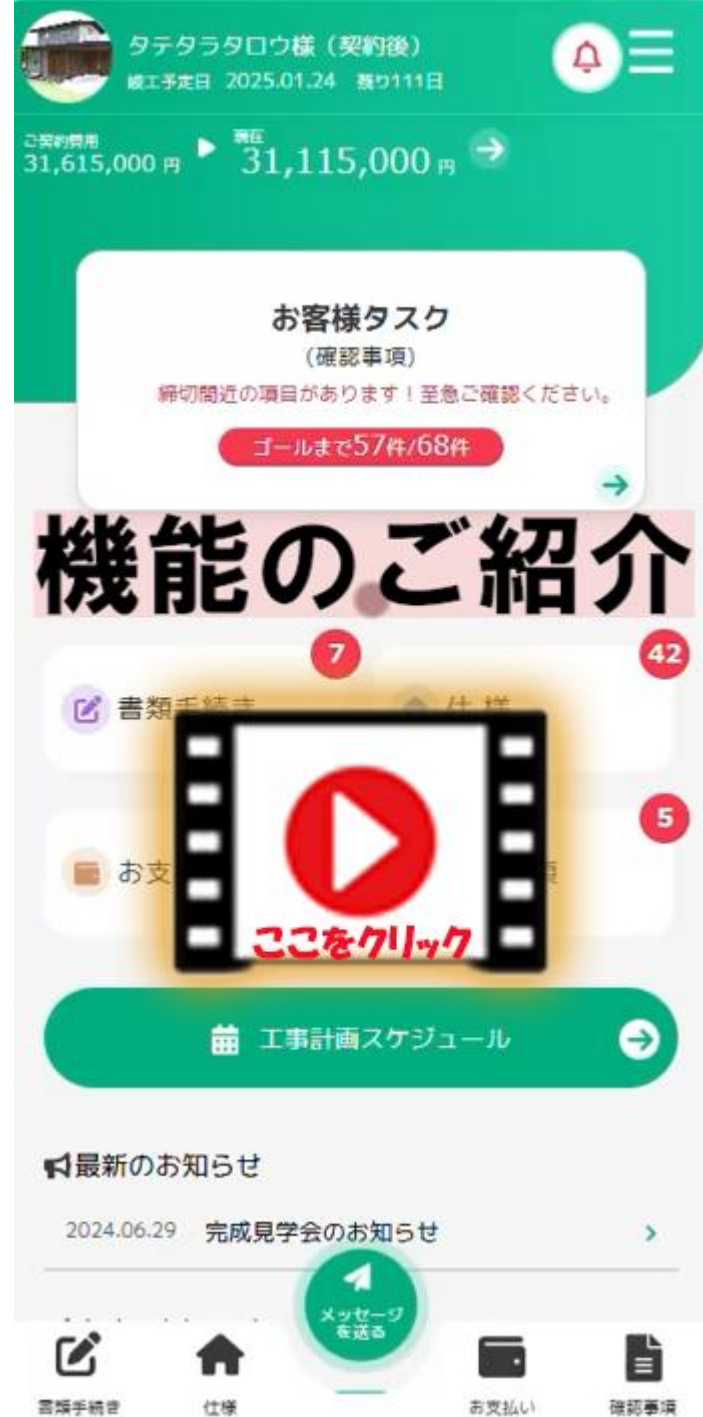 タテタラタロウ様（契約後）
竣工予定日 2025.01.24 残り111日
ご契約費用
31,615,000 円
現在
31,115,000 円
お客様タスク
(確認事項)
締切間近の項目があります！至急ご確認ください。
ゴールまで57件/68件
機能のご紹介
7
42
書類手続き
仕様
5
お支
ここをクリック
工事計画スケジュール
最新のお知らせ
2024.06.29 完成見学会のお知らせ
メッセージ
を送る
書類手続き
仕様
お支払い
確認事項